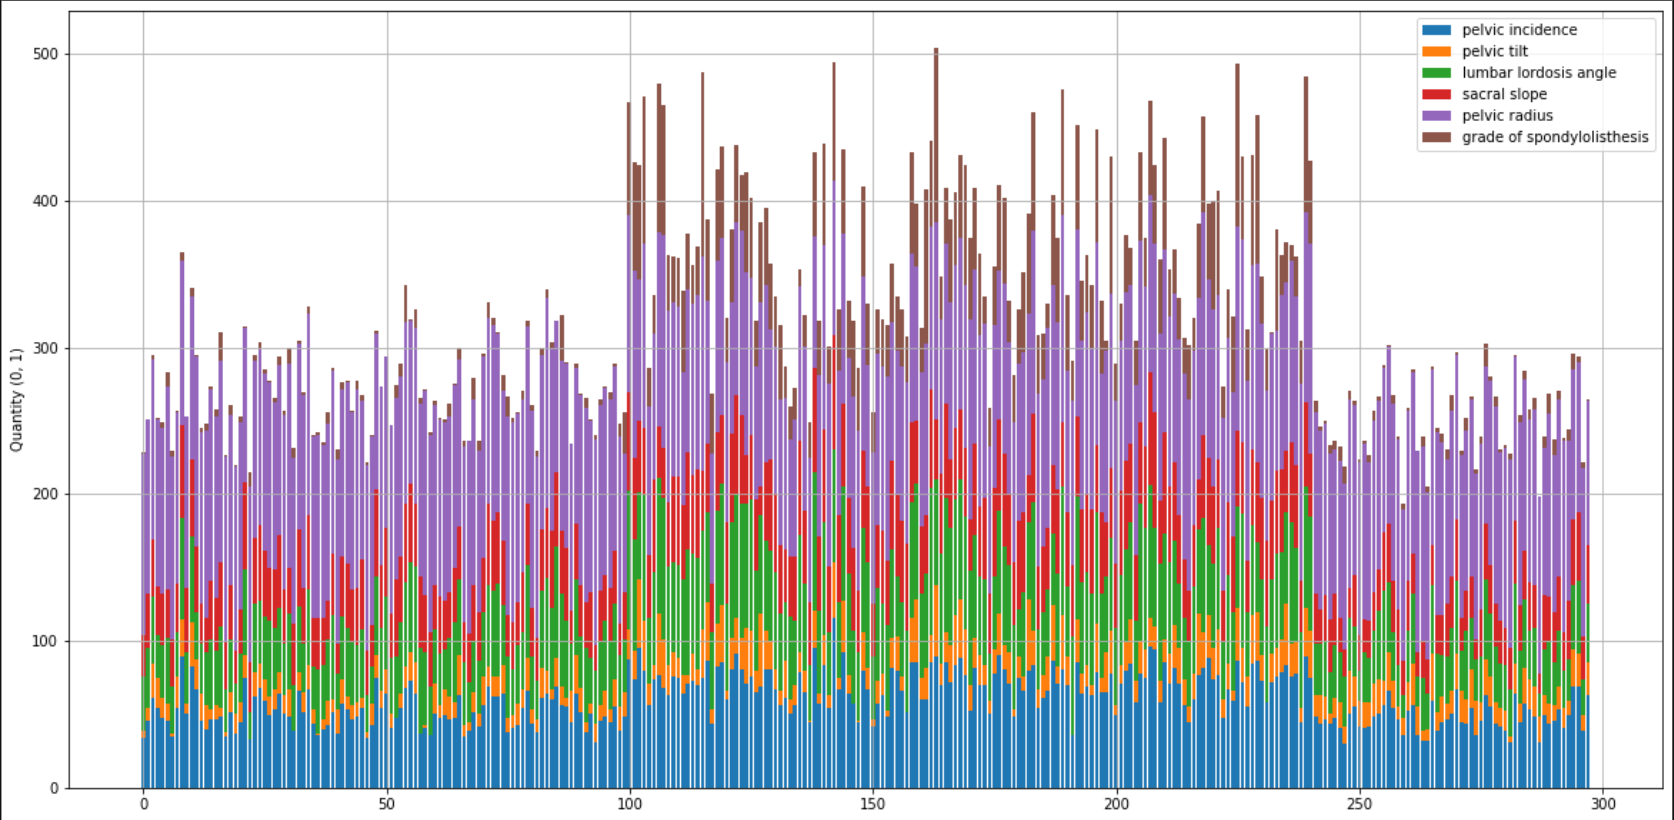 pelvic incidence
pelvic tilt
lumbar lordosis angle
sacral slope
pelvic radius
grade of spondylolisthesis
Quantity (0, 1)
500
400
300
200
100
0
0 50 100 150 200 250 300